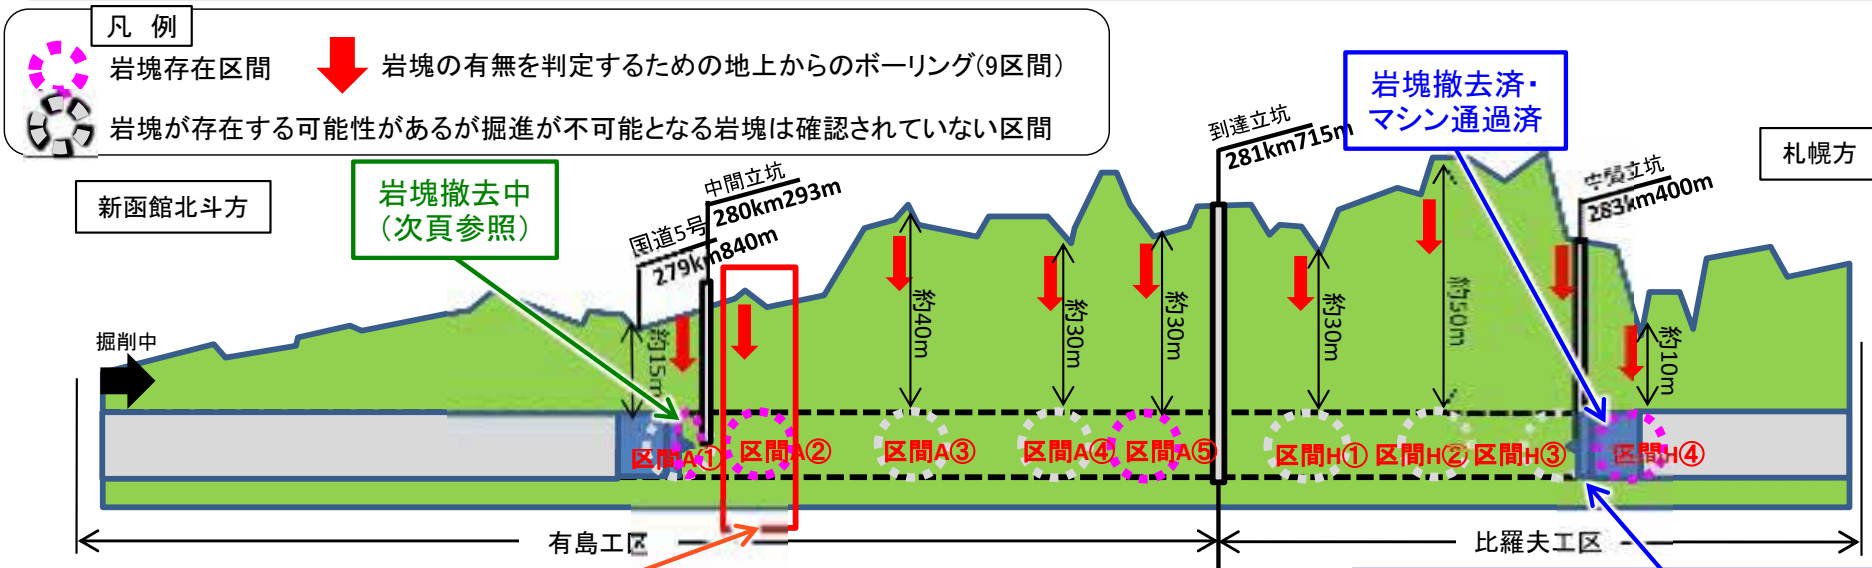 凡 例
岩塊存在区間
岩塊の有無を判定するための地上からのボーリング(9区間)
岩塊が存在する可能性があるが掘進が不可能となる岩塊は確認されていない区間
新函館北斗方
札幌方
岩塊撤去中
(次頁参照)
岩塊撤去済・
マシン通過済
国道5号
279km840m
中間立坑
280km293m
到達立坑
281km715m
中間立坑
283km400m
掘削中
約15m
約40m
約30m
約30m
約30m
約50m
約10m
区間A①
区間A②
区間A③
区間A④
区間A⑤
区間H①
区間H②
区間H③
区間H④
有島工区
比羅夫工区